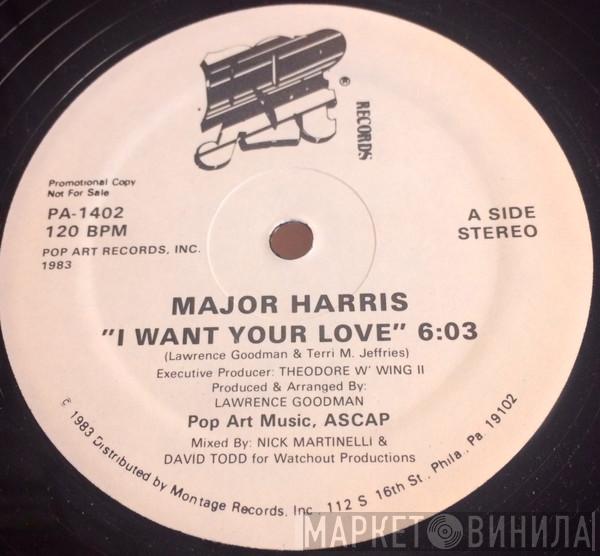 POP ART
®
RECORDS
Promotional Copy
Not For Sale
PA-1402
120 BPM
POP ART RECORDS, INC.
1983
A SIDE
STEREO
MAJOR HARRIS
"I WANT YOUR LOVE" 6:03
(Lawrence Goodman & Terri M. Jeffries)
Executive Producer: THEODORE W' WING II
Produced & Arranged By:
LAWRENCE GOODMAN
Pop Art Music, ASCAP
Mixed By: NICK MARTINELLI &
DAVID TODD for Watchout Productions
© 1983 Distributed by Montage Records, Inc., 112 S. 16th St., Phila., Pa. 19102
МАРКЕТ ВИНИЛА